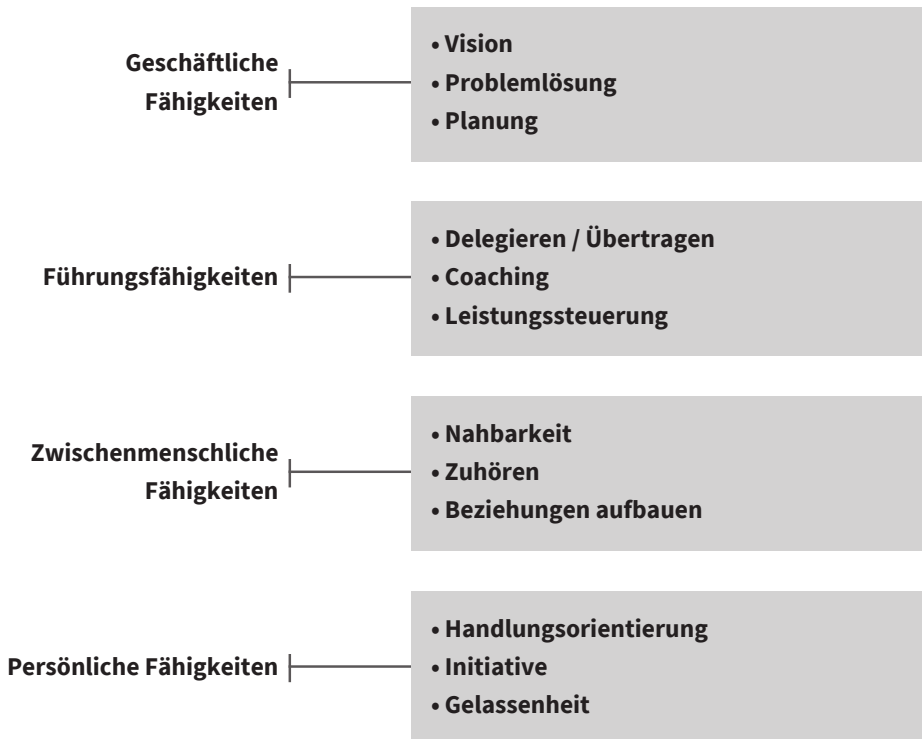 Geschäftliche
Fähigkeiten
• Vision
• Problemlösung
• Planung
Führungsfähigkeiten
• Delegieren / Übertragen
• Coaching
• Leistungssteuerung
Zwischenmenschliche
Fähigkeiten
• Nahbarkeit
• Zuhören
• Beziehungen aufbauen
Persönliche Fähigkeiten
• Handlungsorientierung
• Initiative
• Gelassenheit